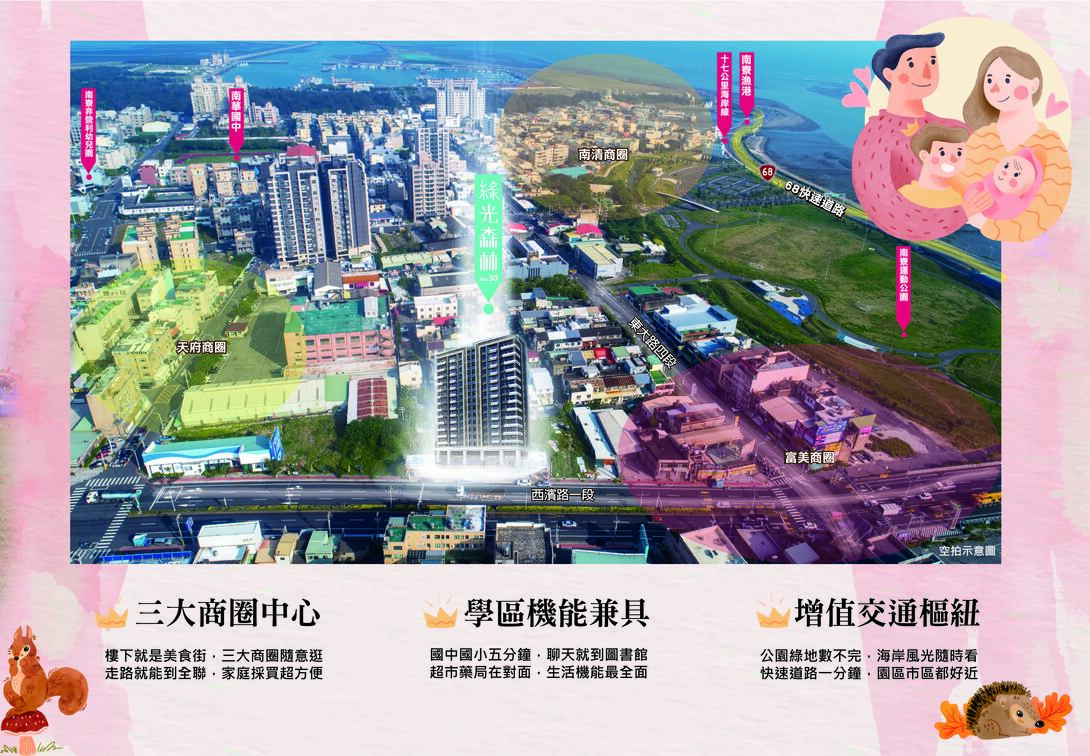 南寮非營利幼兒園
南華國中
綠光森林
No.30
南清商圈
十七公里海岸線
南寮漁港
68
68快速道路
南寮運動公園
天府商圈
東大路四段
富美商圈
西濱路一段
空拍示意圖
三大商圈中心
樓下就是美食街，三大商圈隨意逛
走路就能到全聯，家庭採買超方便
學區機能兼具
國中國小五分鐘，聊天就到圖書館
超市藥局在對面，生活機能最全面
增值交通樞紐
公園綠地數不完，海岸風光隨時看
快速道路一分鐘，園區市區都好近